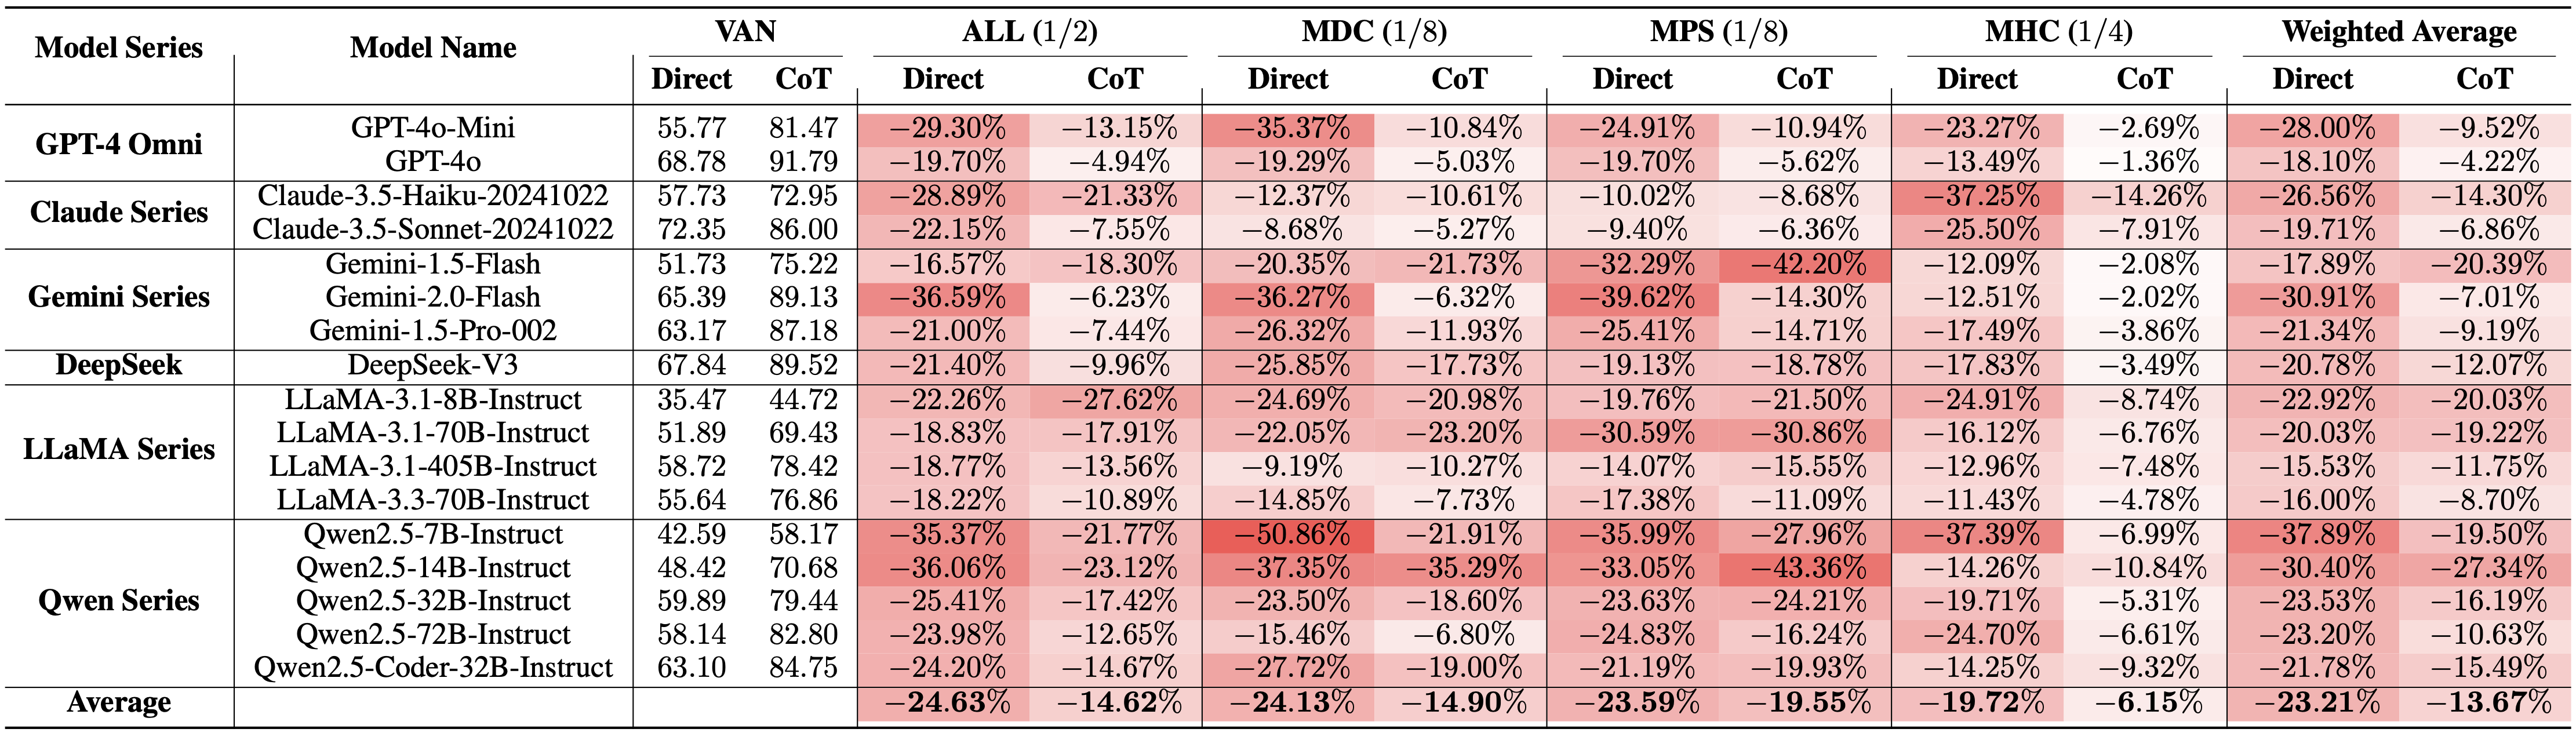 Model Series Model Name VAN ALL (1/2) MDC (1/8) MPS (1/8) MHC (1/4) Weighted Average
Direct CoT Direct CoT Direct CoT Direct CoT Direct CoT Direct CoT
GPT-4 Omni GPT-4o-Mini 55.77 81.47 −29.30% −13.15% −35.37% −10.84% −24.91% −10.94% −23.27% −2.69% −28.00% −9.52%
GPT-4o 68.78 91.79 −19.70% −4.94% −19.29% −5.03% −19.70% −5.62% −13.49% −1.36% −18.10% −4.22%
Claude Series Claude-3.5-Haiku-20241022 57.73 72.95 −28.89% −21.33% −12.37% −10.61% −10.02% −8.68% −37.25% −14.26% −26.56% −14.30%
Claude-3.5-Sonnet-20241022 72.35 86.00 −22.15% −7.55% −8.68% −5.27% −9.40% −6.36% −25.50% −7.91% −19.71% −6.86%
Gemini Series Gemini-1.5-Flash 51.73 75.22 −16.57% −18.30% −20.35% −21.73% −32.29% −42.20% −12.09% −2.08% −17.89% −20.39%
Gemini-2.0-Flash 65.39 89.13 −36.59% −6.23% −36.27% −6.32% −39.62% −14.30% −12.51% −2.02% −30.91% −7.01%
Gemini-1.5-Pro-002 63.17 87.18 −21.00% −7.44% −26.32% −11.93% −25.41% −14.71% −17.49% −3.86% −21.34% −9.19%
DeepSeek DeepSeek-V3 67.84 89.52 −21.40% −9.96% −25.85% −17.73% −19.13% −18.78% −17.83% −3.49% −20.78% −12.07%
LLaMA Series LLaMA-3.1-8B-Instruct 35.47 44.72 −22.26% −27.62% −24.69% −20.98% −19.76% −21.50% −24.91% −8.74% −22.92% −20.03%
LLaMA-3.1-70B-Instruct 51.89 69.43 −18.83% −17.91% −22.05% −23.20% −30.59% −30.86% −16.12% −6.76% −20.03% −19.22%
LLaMA-3.1-405B-Instruct 58.72 78.42 −18.77% −13.56% −9.19% −10.27% −14.07% −15.55% −12.96% −7.48% −15.53% −11.75%
LLaMA-3.3-70B-Instruct 55.64 76.86 −18.22% −10.89% −14.85% −7.73% −17.38% −11.09% −11.43% −4.78% −16.00% −8.70%
Qwen Series Qwen2.5-7B-Instruct 42.59 58.17 −35.37% −21.77% −50.86% −21.91% −35.99% −27.96% −37.39% −6.99% −37.89% −19.50%
Qwen2.5-14B-Instruct 48.42 70.68 −36.06% −23.12% −37.35% −35.29% −33.05% −43.36% −14.26% −10.84% −30.40% −27.34%
Qwen2.5-32B-Instruct 59.89 79.44 −25.41% −17.42% −23.50% −18.60% −23.63% −24.21% −19.71% −5.31% −23.53% −16.19%
Qwen2.5-72B-Instruct 58.14 82.80 −23.98% −12.65% −15.46% −6.80% −24.83% −16.24% −24.70% −6.61% −23.20% −10.63%
Qwen2.5-Coder-32B-Instruct 63.10 84.75 −24.20% −14.67% −27.72% −19.00% −21.19% −19.93% −14.25% −9.32% −21.78% −15.49%
Average −24.63% −14.62% −24.13% −14.90% −23.59% −19.55% −19.72% −6.15% −23.21% −13.67%